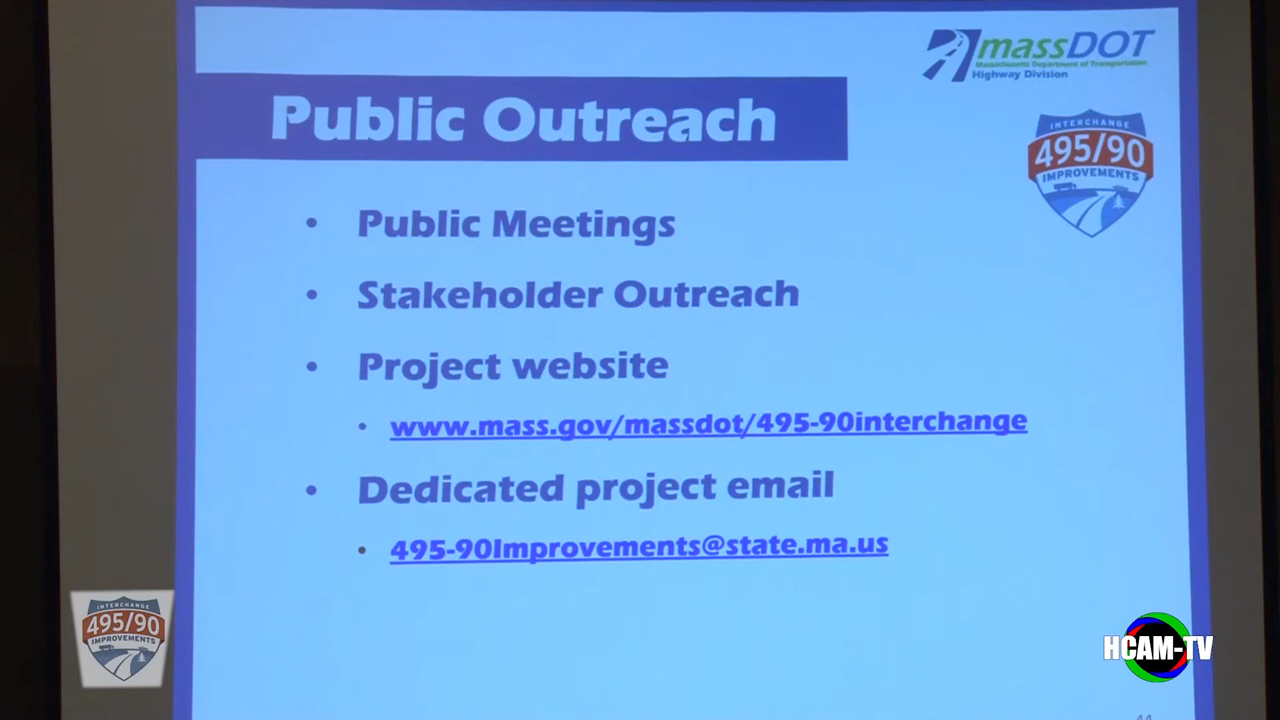 massDOT
Massachusetts Department of Transportation
Highway Division
Public Outreach
INTERCHANGE
495/90
IMPROVEMENTS
• Public Meetings
• Stakeholder Outreach
• Project website
• www.mass.gov/massdot/495-90interchange
• Dedicated project email
• 495-90Improvements@state.ma.us
INTERCHANGE
495/90
IMPROVEMENTS
HCAM-TV